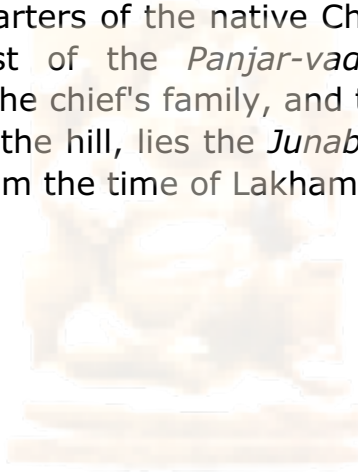 arters of the native Ch
st of the Panjar-vad
he chief's family, and t
the hill, lies the Junab
m the time of Lakham